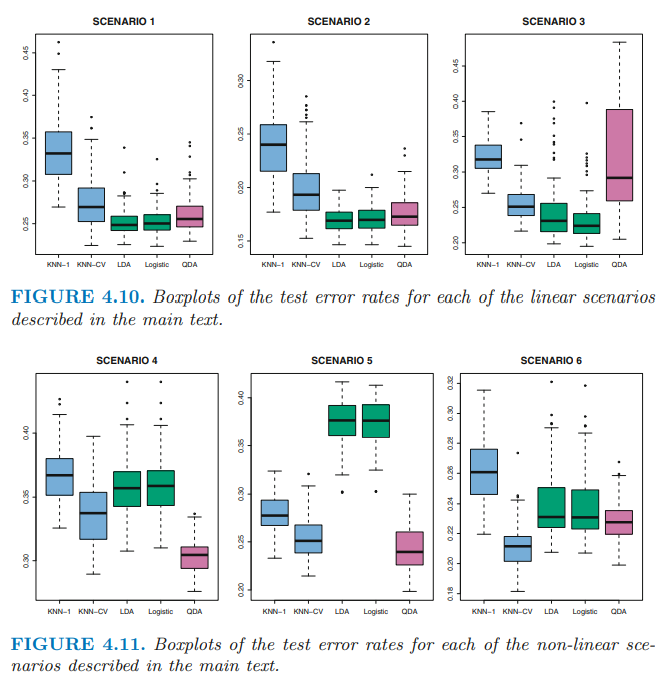 SCENARIO 1
SCENARIO 2
SCENARIO 3
0.45
0.40
0.35
0.30
0.25
KNN−1
KNN−CV
LDA
Logistic
QDA
0.30
0.25
0.20
0.15
KNN−1
KNN−CV
LDA
Logistic
QDA
0.45
0.40
0.35
0.30
0.25
0.20
KNN−1
KNN−CV
LDA
Logistic
QDA
FIGURE 4.10. Boxplots of the test error rates for each of the linear scenarios
described in the main text.
SCENARIO 4
SCENARIO 5
SCENARIO 6
0.40
0.35
0.30
KNN−1
KNN−CV
LDA
Logistic
QDA
0.40
0.35
0.30
0.25
0.20
KNN−1
KNN−CV
LDA
Logistic
QDA
0.32
0.30
0.28
0.26
0.24
0.22
0.20
0.18
KNN−1
KNN−CV
LDA
Logistic
QDA
FIGURE 4.11. Boxplots of the test error rates for each of the non-linear sce-
narios described in the main text.